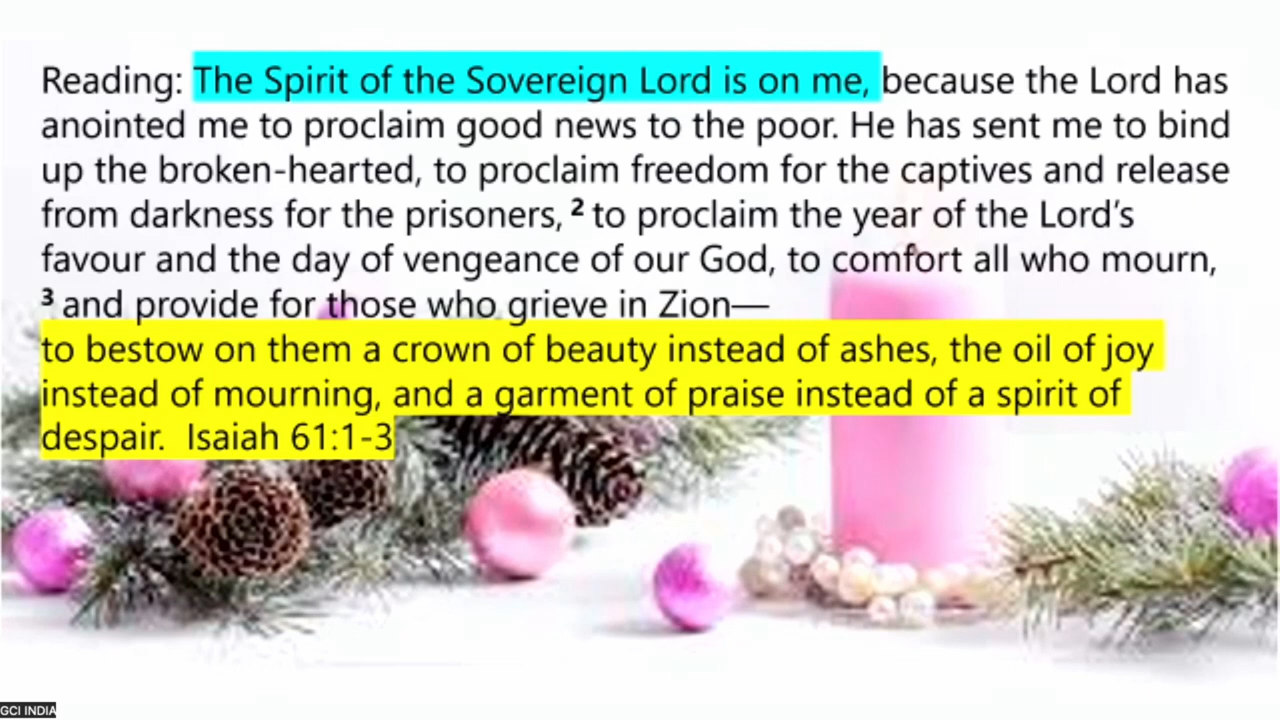 Reading: The Spirit of the Sovereign Lord is on me, because the Lord has
anointed me to proclaim good news to the poor. He has sent me to bind
up the broken-hearted, to proclaim freedom for the captives and release
from darkness for the prisoners, ² to proclaim the year of the Lord’s
favour and the day of vengeance of our God, to comfort all who mourn,
³ and provide for those who grieve in Zion—
to bestow on them a crown of beauty instead of ashes, the oil of joy
instead of mourning, and a garment of praise instead of a spirit of
despair.  Isaiah 61:1-3
GCI INDIA